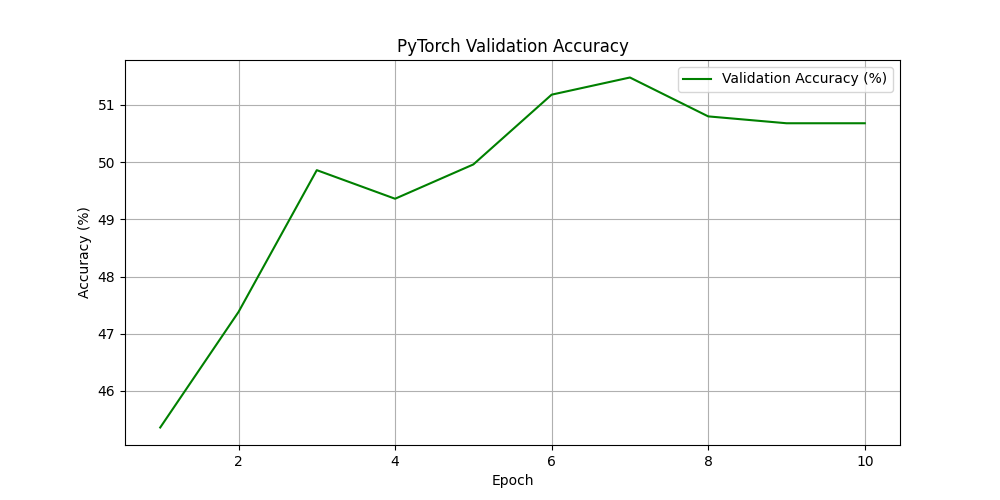 PyTorch Validation Accuracy
Validation Accuracy (%)
Accuracy (%)
51
50
49
48
47
46
2 4 6 8 10
Epoch